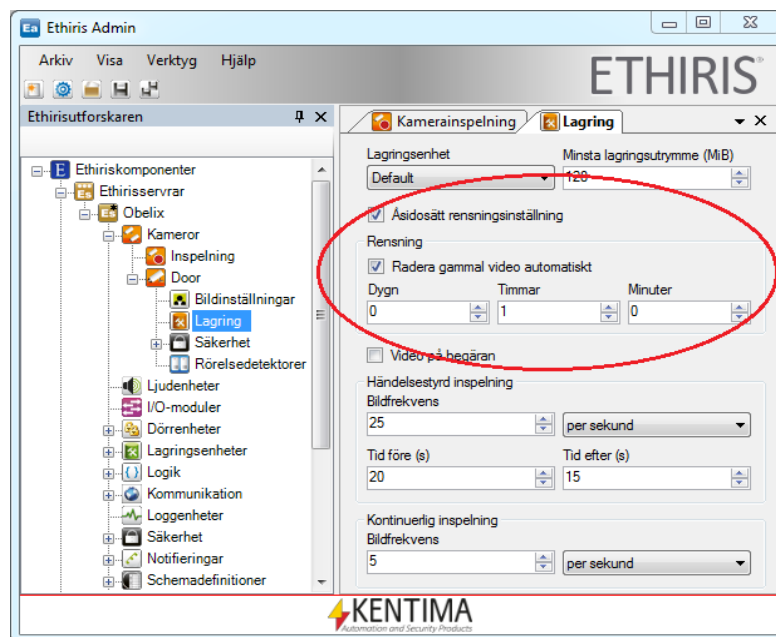 Ethiris Admin
Arkiv Visa Verktyg Hjälp
ETHIRIS®
Ethirisutforskaren
Ethiriskomponenter
Ethirisservrar
Obelix
Kameror
Inspelning
Door
Bildinställningar
Lagring
Säkerhet
Rörelsedetektorer
Ljudenheter
I/O-moduler
Dörrenheter
Lagringsenheter
Logik
Kommunikation
Loggenheter
Säkerhet
Notifieringar
Schemadefinitioner
Kamerainspelning Lagring
Lagringsenhet Minsta lagringsutrymme (MiB)
Default 128
Åsidosätt rensningsinställning
Rensning
Radera gammal video automatiskt
Dygn Timmar Minuter
0 1 0
Video på begäran
Händelsestyrd inspelning
Bildfrekvens
25 per sekund
Tid före (s) Tid efter (s)
20 15
Kontinuerlig inspelning
Bildfrekvens
5 per sekund
KENTIMA
Automation and Security Products